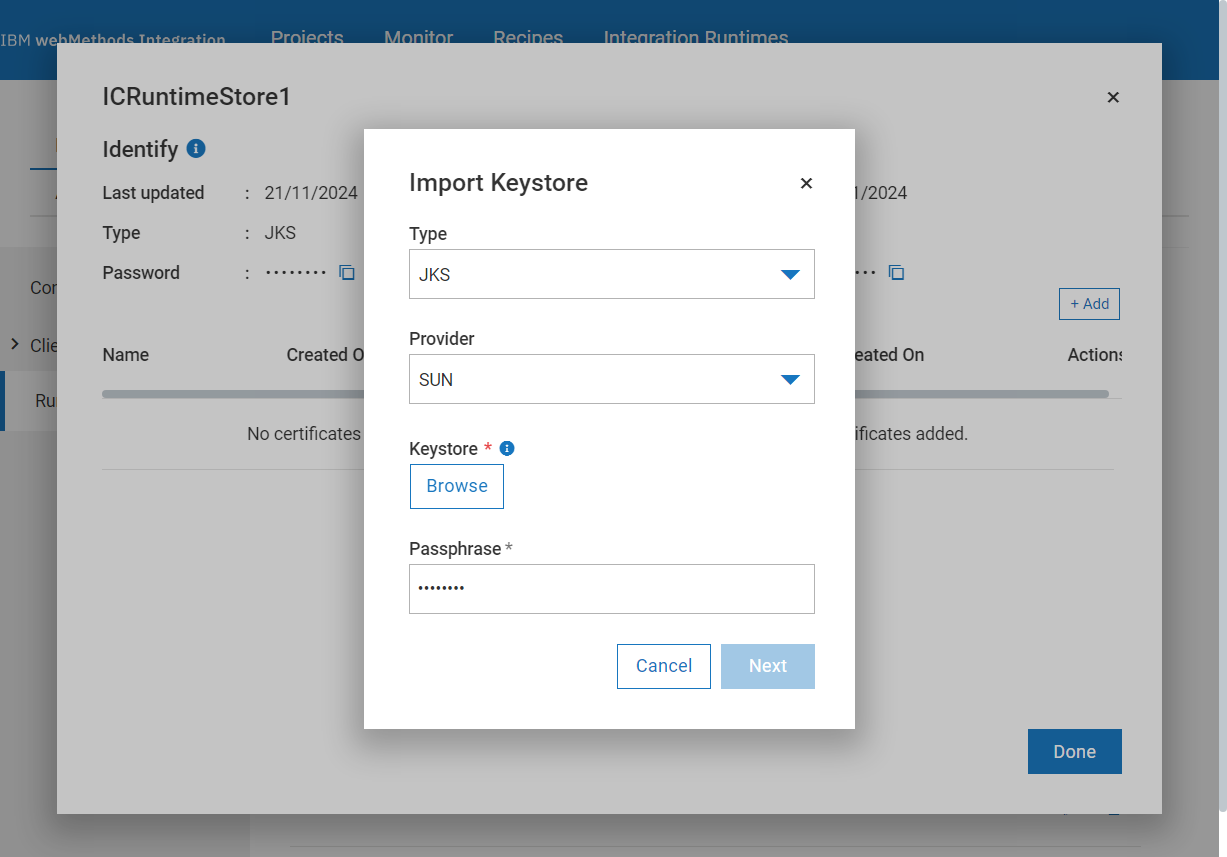 IBM webMethods Integration Projects Monitor Recipes Integration Runtimes
ICRuntimeStore1
Identify
Last updated : 21/11/2024
1/2024
Type : JKS
Password : ········
+ Add
Name Created O
eated On Actions
No certificates
ificates added.
Con
Clie
Ru
Import Keystore
Type
JKS
Provider
SUN
Keystore *
Browse
Passphrase *
••••••••
Cancel Next
Done